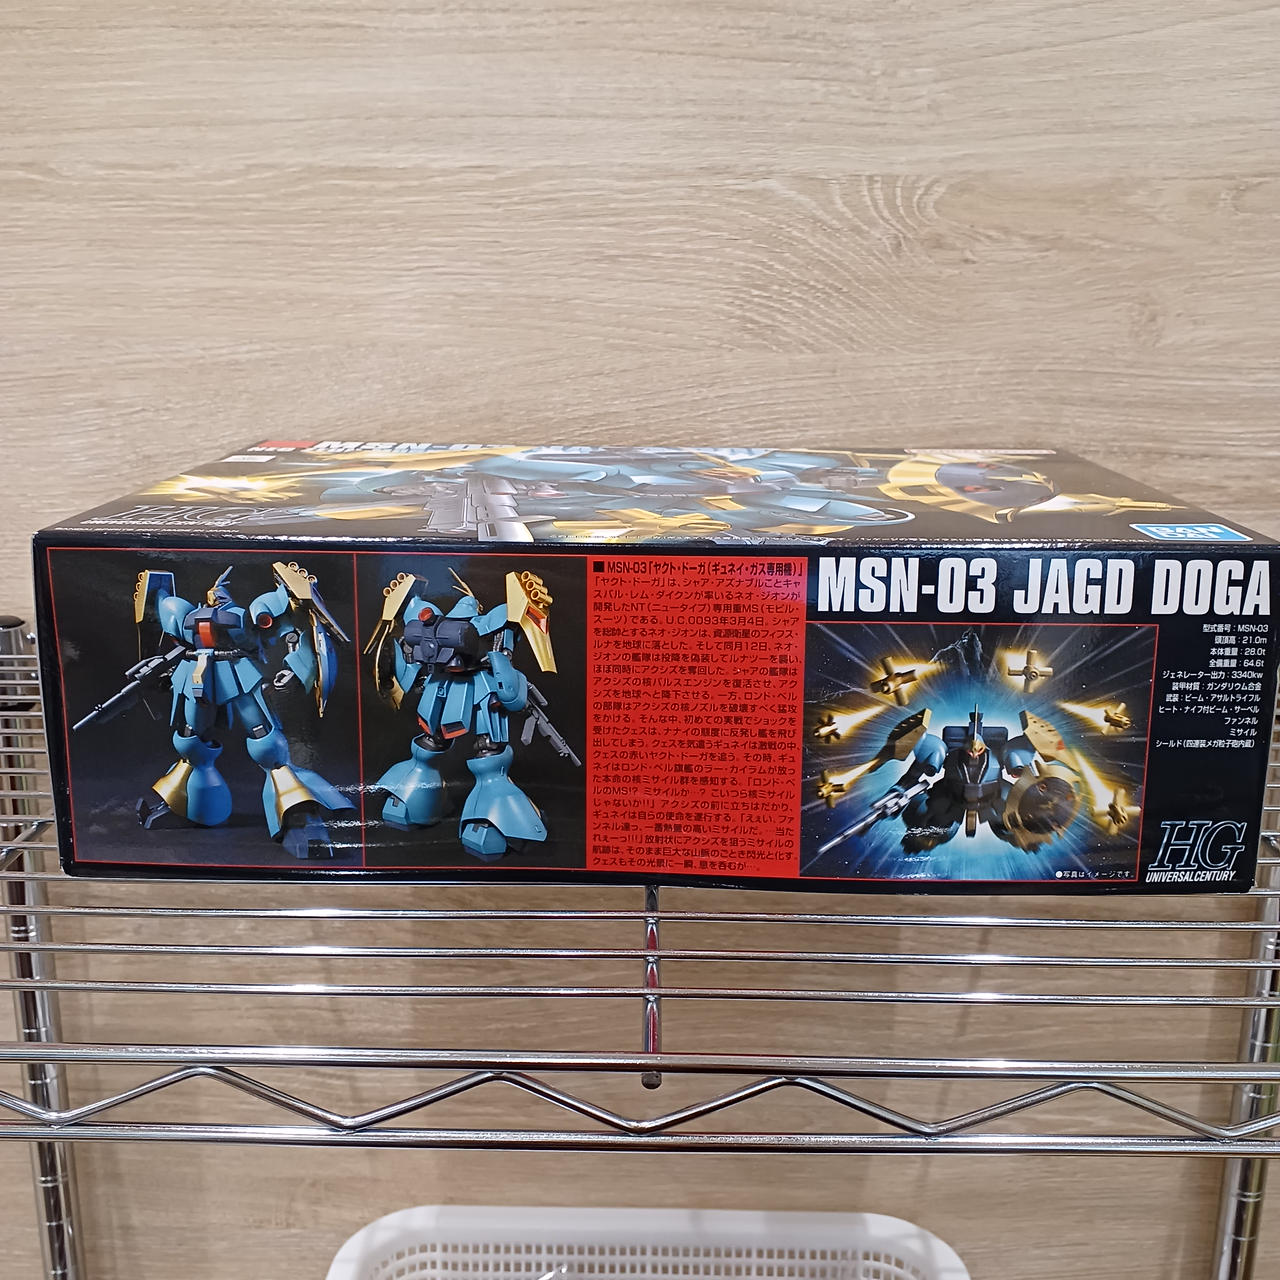 MSN-03
HG
UNIVERSAL CENTURY
BAN
DAI
■MSN-03「ヤクト・ドーガ(ギュネイ・ガス専用機)」
「ヤクト・ドーガ」は、シャア・アズナブルことキャ
スバル・レム・ダイクンが率いるネオ・ジオンが
開発したNT(ニュータイプ)専用重MS(モビル・
スーツ)である。U.C.0093年3月4日。シャア
を総帥とするネオ・ジオンは、資源衛星のフィフス・
ルナを地球に落とした。そして同月12日、ネオ・
ジオンの艦隊は投降を偽装してルナツーを襲い、
ほぼ同時にアクシズを奪回した。シャアの艦隊は
アクシズの核パルスエンジンを復活させ、アク
シズを地球へと降下させる。一方、ロンド・ベル
の部隊はアクシズの核ノズルを破壊すべく猛攻
をかける。そんな中、初めての実戦でショックを
受けたクェスは、ナナイの態度に反発し艦を飛び
出してしまう。クェスを気遣うギュネイは激戦の中、
クェスの赤いヤクト・ドーガを追う。その時、ギュ
ネイはロンド・ベル旗艦のラー・カイラムが放っ
た本命の核ミサイル群を感知する。「ロンド・ベ
ルのMS!? ミサイルか…? こいつら核ミサイル
じゃないか!!」アクシズの前に立ちはだかり、
ギュネイは自らの使命を遂行する。「ええい、ファ
ンネル達っ、一番熱量の高いミサイルだ。…当た
れぇーっ!!!」放射状にアクシズを狙うミサイルの
航跡は、そのまま巨大な山脈のごとき閃光と化す。
クェスもその光景に一瞬、息を呑むが…。
MSN-03 JAGD DOGA
型式番号:MSN-03
頭頂高:21.0m
本体重量:28.0t
全備重量:64.6t
ジェネレーター出力:3340kw
装甲材質:ガンダリウム合金
武装:ビーム・アサルトライフル
ヒート・ナイフ付ビーム・サーベル
ファンネル
ミサイル
シールド(四連装メガ粒子砲内蔵)
●写真はイメージです。
HG
UNIVERSAL CENTURY